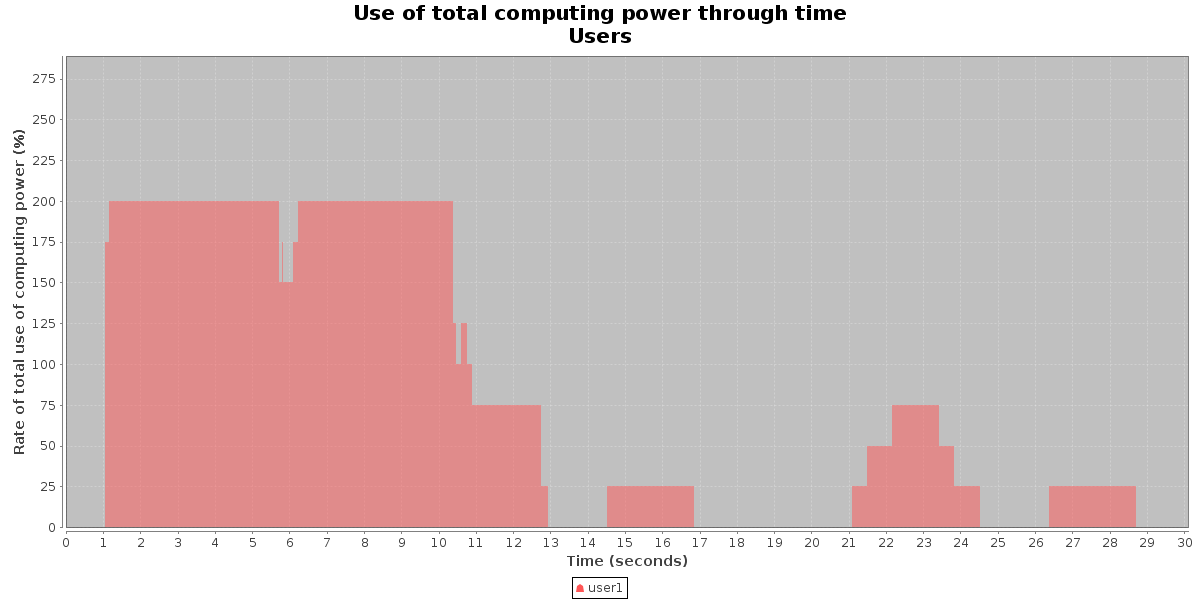 Use of total computing power through time
Users
Rate of total use of computing power (%)
275
250
225
200
175
150
125
100
75
50
25
0
0 1 2 3 4 5 6 7 8 9 10 11 12 13 14 15 16 17 18 19 20 21 22 23 24 25 26 27 28 29 30
Time (seconds)
user1